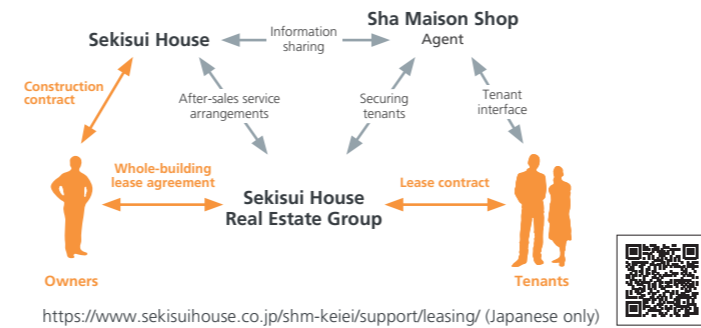 Sha Maison Shop
Agent
Sekisui House
Information
sharing
Construction
contract
After-sales service
arrangements
Securing
tenants
Tenant
interface
Whole-building
lease agreement
Sekisui House
Real Estate Group
Lease contract
Owners
Tenants
https://www.sekisuihouse.co.jp/shm-keiei/support/leasing/ (Japanese only)